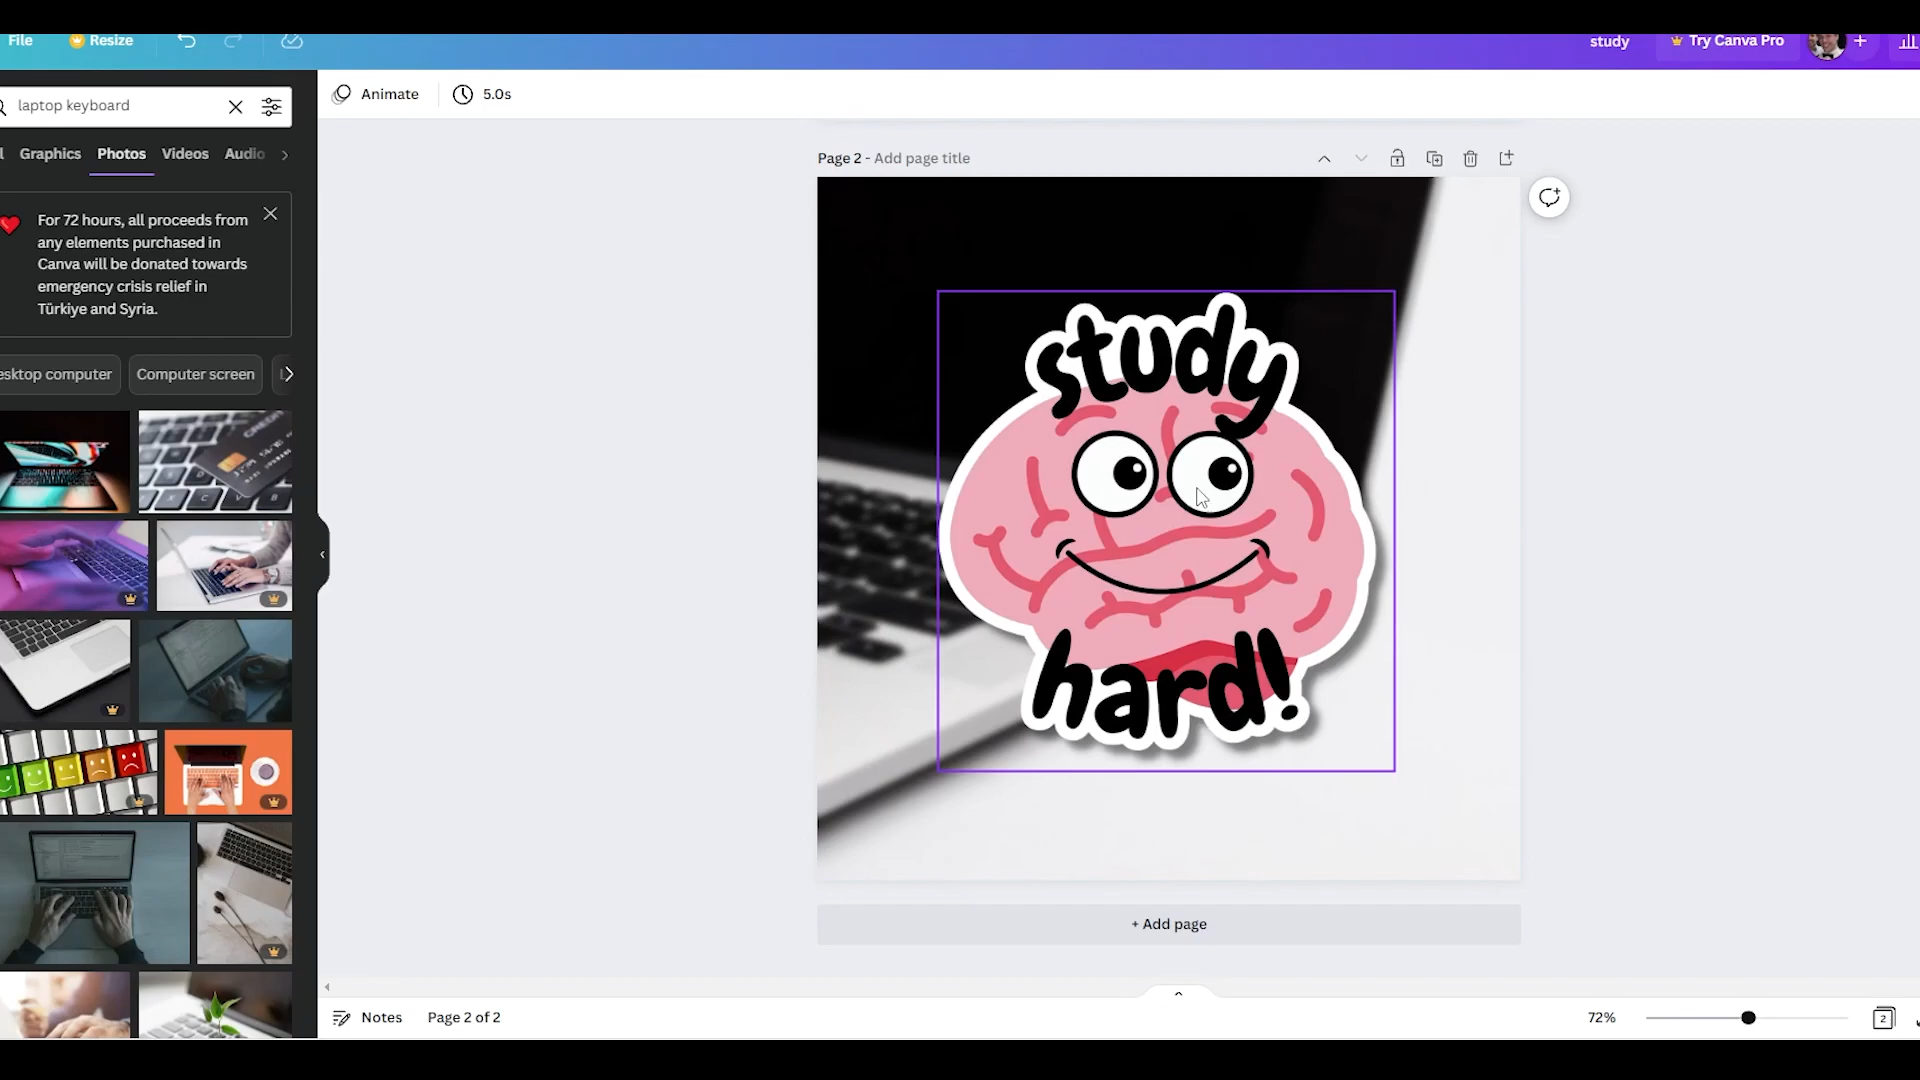 File
Resize
study
Try Canva Pro
laptop keyboard
Animate
5.0s
Graphics
Photos
Videos
Audio
Page 2 - Add page title
For 72 hours, all proceeds from
any elements purchased in
Canva will be donated towards
emergency crisis relief in
Türkiye and Syria.
esktop computer
Computer screen
study
hard!
+ Add page
Notes
Page 2 of 2
72%
2